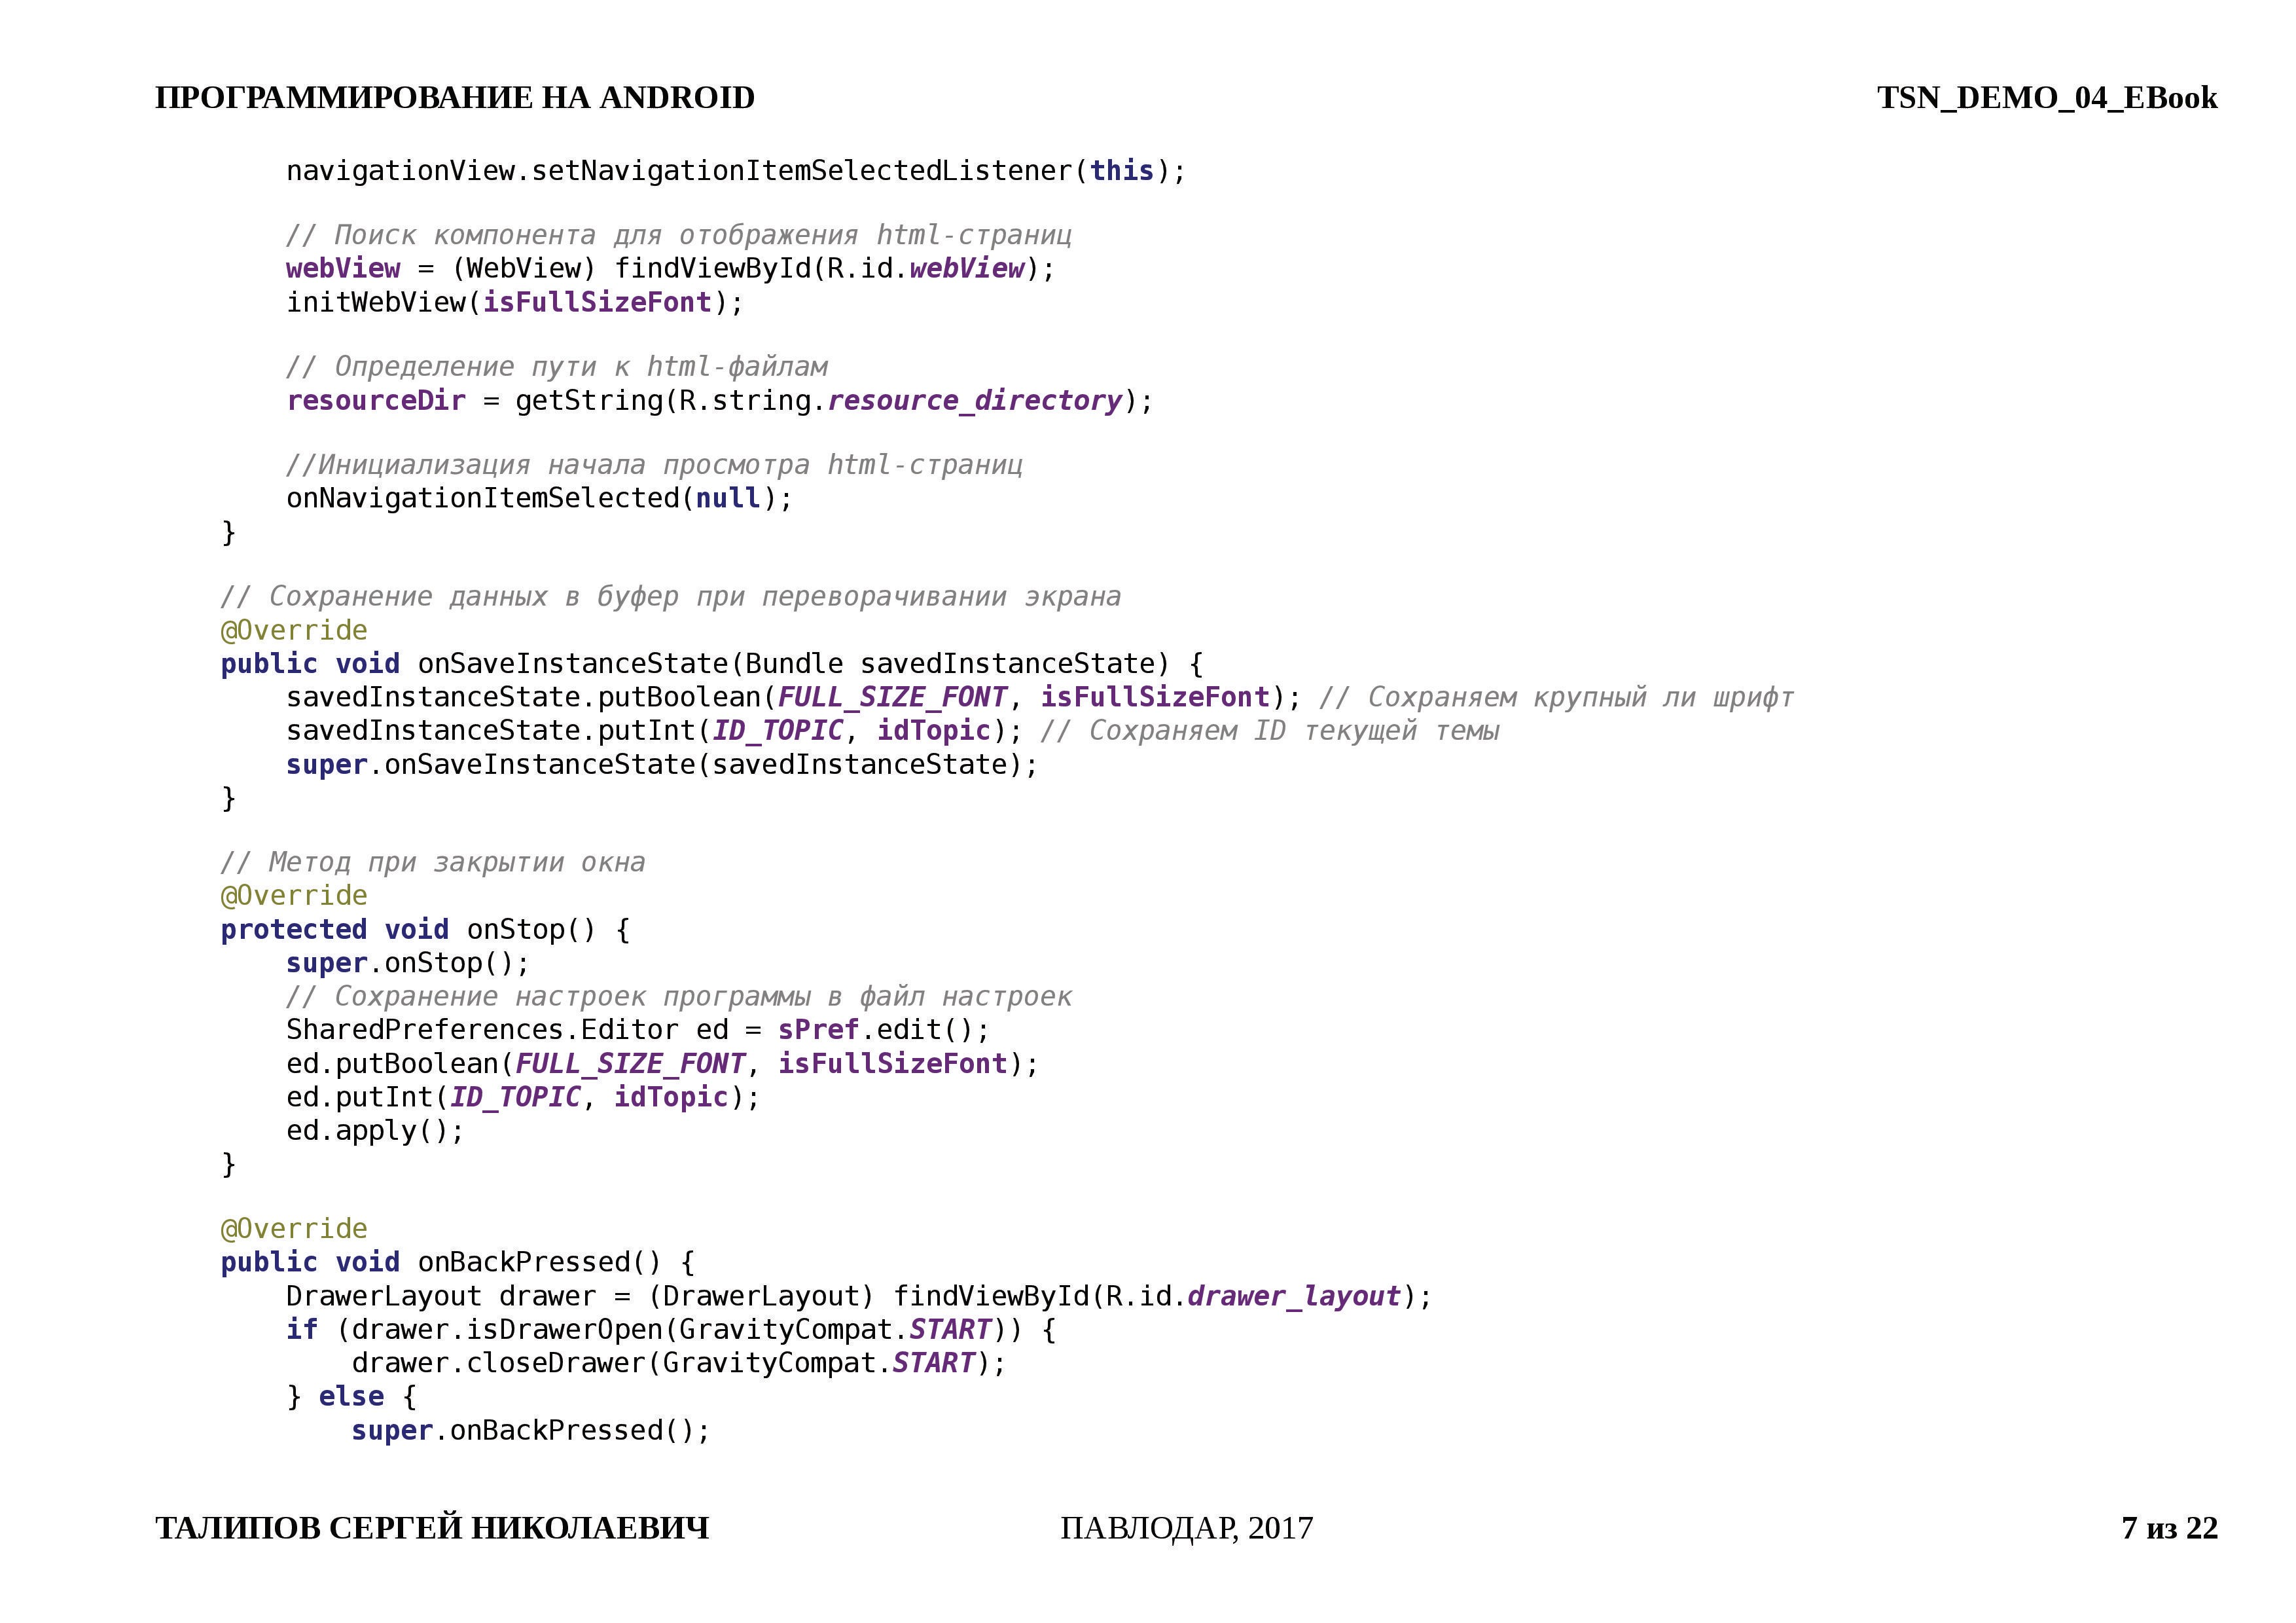 ПРОГРАММИРОВАНИЕ НА ANDROID TSN_DEMO_04_EBook
navigationView.setNavigationItemSelectedListener(this);
// Поиск компонента для отображения html-страниц
webView = (WebView) findViewById(R.id.webView);
initWebView(isFullSizeFont);
// Определение пути к html-файлам
resourceDir = getString(R.string.resource_directory);
//Инициализация начала просмотра html-страниц
onNavigationItemSelected(null);
}
// Сохранение данных в буфер при переворачивании экрана
@Override
public void onSaveInstanceState(Bundle savedInstanceState) {
savedInstanceState.putBoolean(FULL_SIZE_FONT, isFullSizeFont); // Сохраняем крупный ли шрифт
savedInstanceState.putInt(ID_TOPIC, idTopic); // Сохраняем ID текущей темы
super.onSaveInstanceState(savedInstanceState);
}
// Метод при закрытии окна
@Override
protected void onStop() {
super.onStop();
// Сохранение настроек программы в файл настроек
SharedPreferences.Editor ed = sPref.edit();
ed.putBoolean(FULL_SIZE_FONT, isFullSizeFont);
ed.putInt(ID_TOPIC, idTopic);
ed.apply();
}
@Override
public void onBackPressed() {
DrawerLayout drawer = (DrawerLayout) findViewById(R.id.drawer_layout);
if (drawer.isDrawerOpen(GravityCompat.START)) {
drawer.closeDrawer(GravityCompat.START);
} else {
super.onBackPressed();
ТАЛИПОВ СЕРГЕЙ НИКОЛАЕВИЧ ПАВЛОДАР, 2017 7 из 22